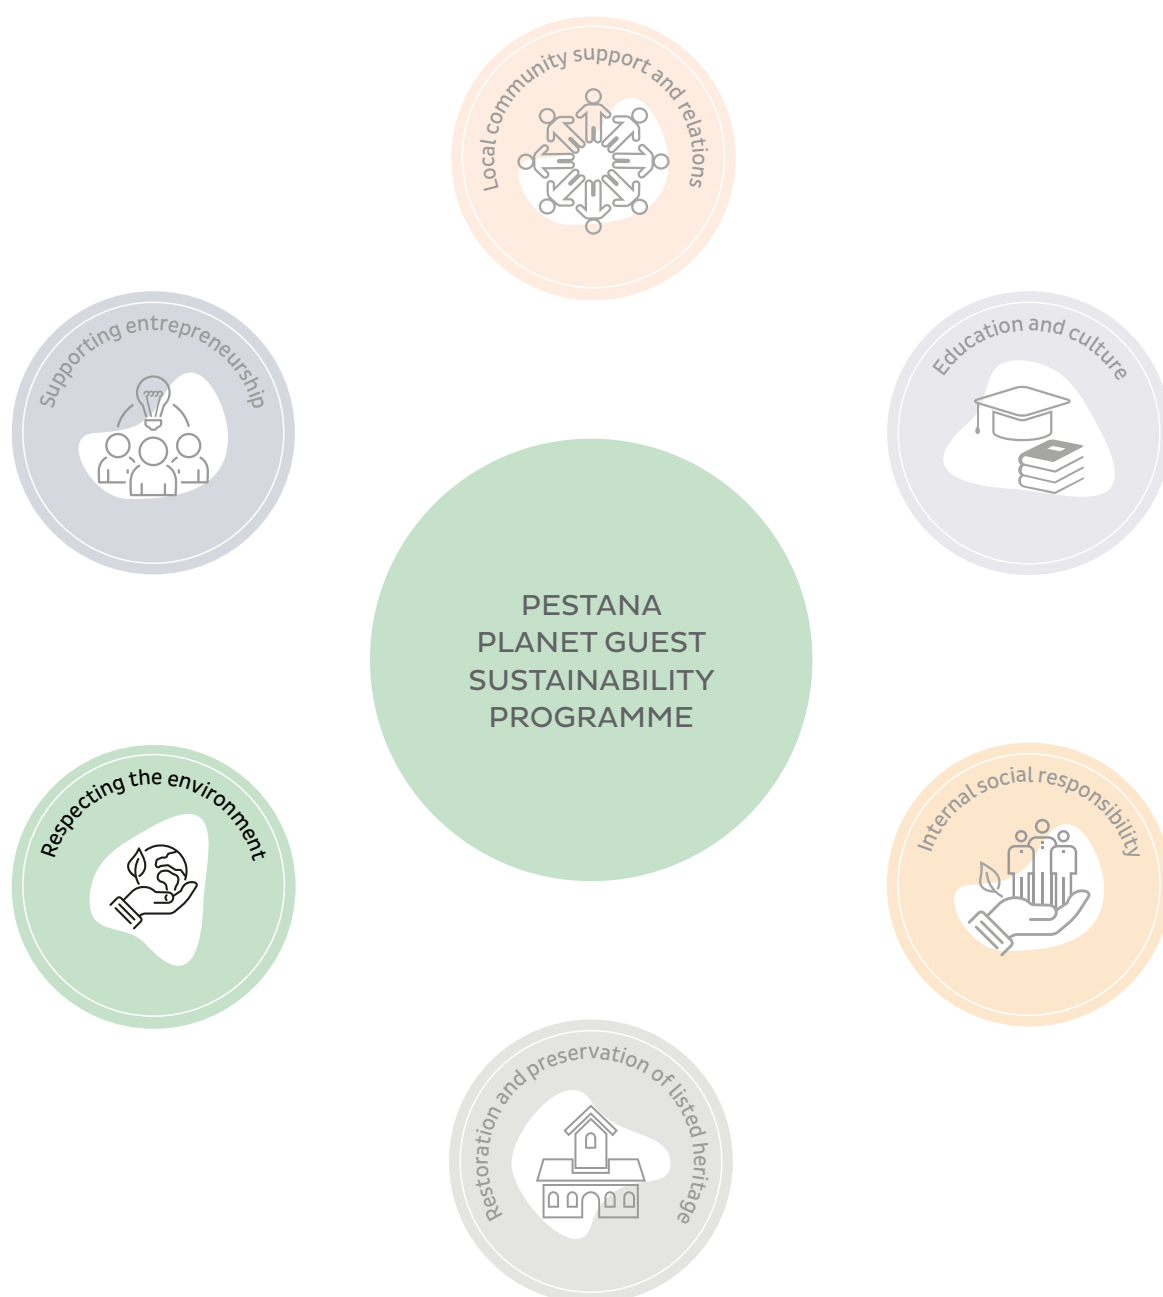 Local community support and relations
Supporting entrepreneurship
Education and culture
PESTANA
PLANET GUEST
SUSTAINABILITY
PROGRAMME
Respecting the environment
Internal social responsibility
Restoration and preservation of listed heritage